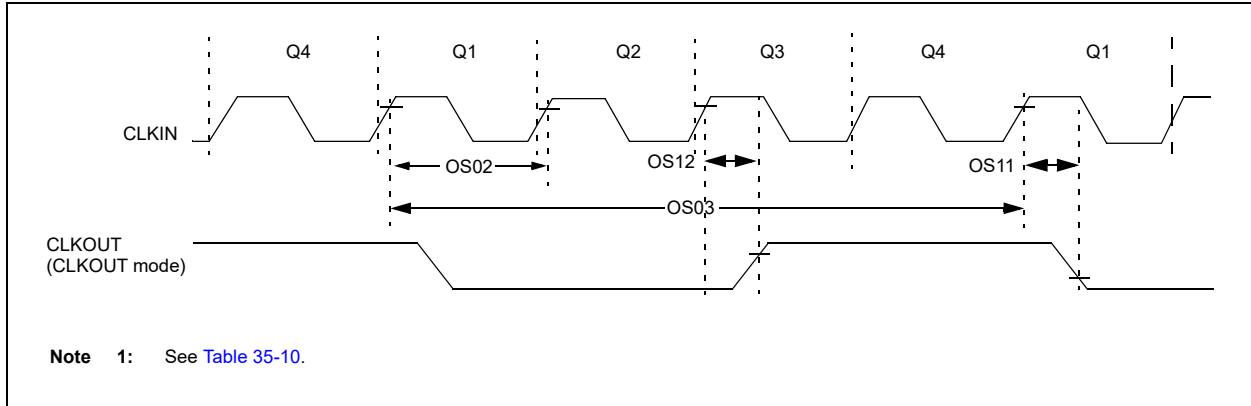 Q4 Q1 Q2 Q3 Q4 Q1
CLKIN
OS02 OS12 OS11
OS03
CLKOUT
(CLKOUT mode)
Note 1: See Table 35-10.